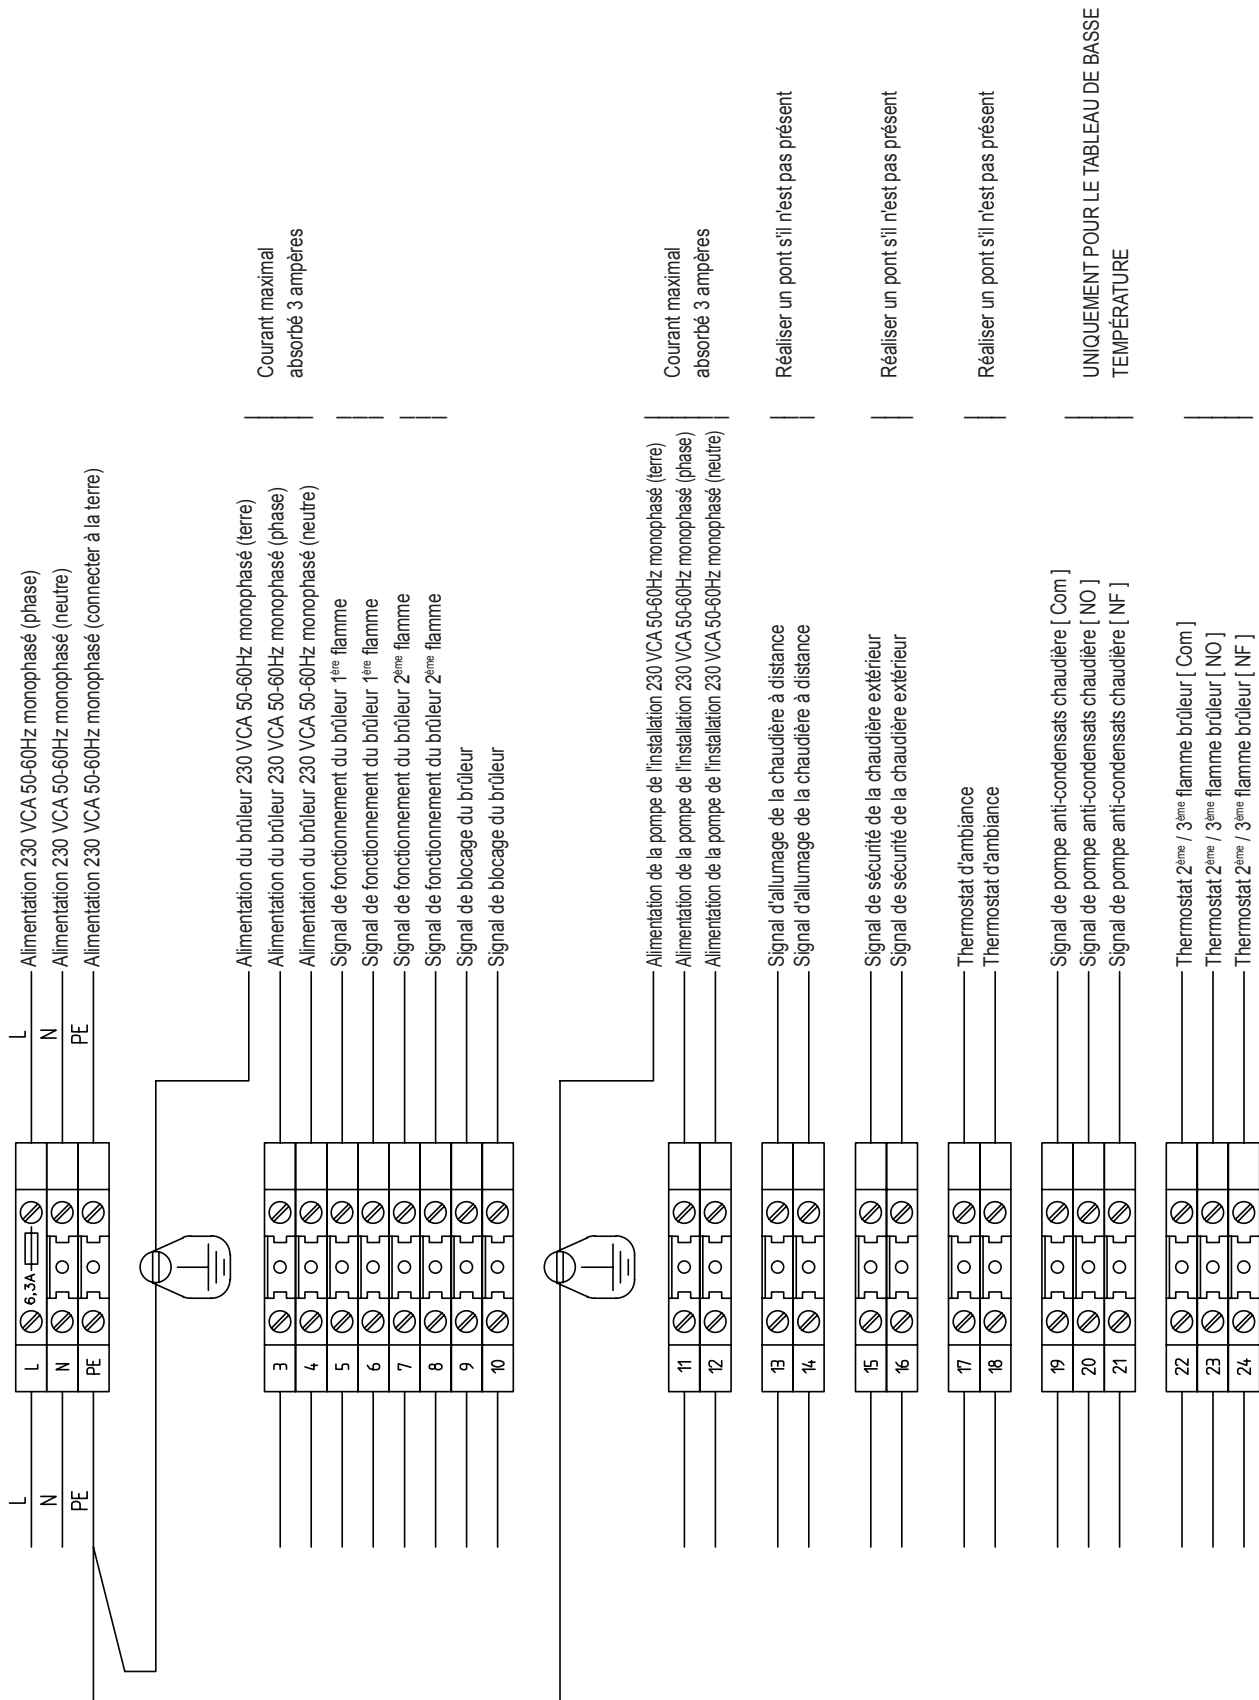 L
N
PE
L
N
PE
6,3A
L
N
PE
Alimentation 230 VCA 50-60Hz monophasé (phase)
Alimentation 230 VCA 50-60Hz monophasé (neutre)
Alimentation 230 VCA 50-60Hz monophasé (connecter à la terre)
Alimentation du brûleur 230 VCA 50-60Hz monophasé (terre)
3 Alimentation du brûleur 230 VCA 50-60Hz monophasé (phase)
4 Alimentation du brûleur 230 VCA 50-60Hz monophasé (neutre)
5 Signal de fonctionnement du brûleur 1ère flamme
6 Signal de fonctionnement du brûleur 1ère flamme
7 Signal de fonctionnement du brûleur 2ème flamme
8 Signal de fonctionnement du brûleur 2ème flamme
9 Signal de blocage du brûleur
10 Signal de blocage du brûleur
Courant maximal
absorbé 3 ampères
Alimentation de la pompe de l'installation 230 VCA 50-60Hz monophasé (terre)
11 Alimentation de la pompe de l'installation 230 VCA 50-60Hz monophasé (phase)
12 Alimentation de la pompe de l'installation 230 VCA 50-60Hz monophasé (neutre)
Courant maximal
absorbé 3 ampères
13 Signal d'allumage de la chaudière à distance
14 Signal d'allumage de la chaudière à distance
Réaliser un pont s'il n'est pas présent
15 Signal de sécurité de la chaudière extérieur
16 Signal de sécurité de la chaudière extérieur
Réaliser un pont s'il n'est pas présent
17 Thermostat d'ambiance
18 Thermostat d'ambiance
Réaliser un pont s'il n'est pas présent
19 Signal de pompe anti-condensats chaudière [ Com ]
20 Signal de pompe anti-condensats chaudière [ NO ]
21 Signal de pompe anti-condensats chaudière [ NF ]
UNIQUEMENT POUR LE TABLEAU DE BASSE
TEMPÉRATURE
22 Thermostat 2ème / 3ème flamme brûleur [ Com ]
23 Thermostat 2ème / 3ème flamme brûleur [ NO ]
24 Thermostat 2ème / 3ème flamme brûleur [ NF ]